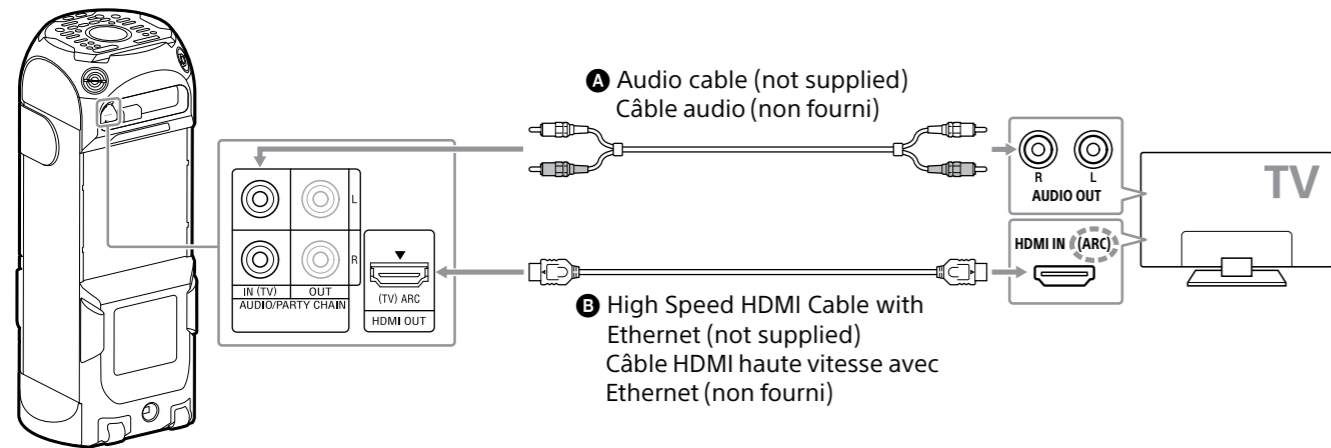 A Audio cable (not supplied)
Câble audio (non fourni)
R L
AUDIO OUT
TV
L
R
IN (TV) OUT
AUDIO/PARTY CHAIN
(TV) ARC
HDMI OUT
HDMI IN (ARC)
B High Speed HDMI Cable with
Ethernet (not supplied)
Câble HDMI haute vitesse avec
Ethernet (non fourni)